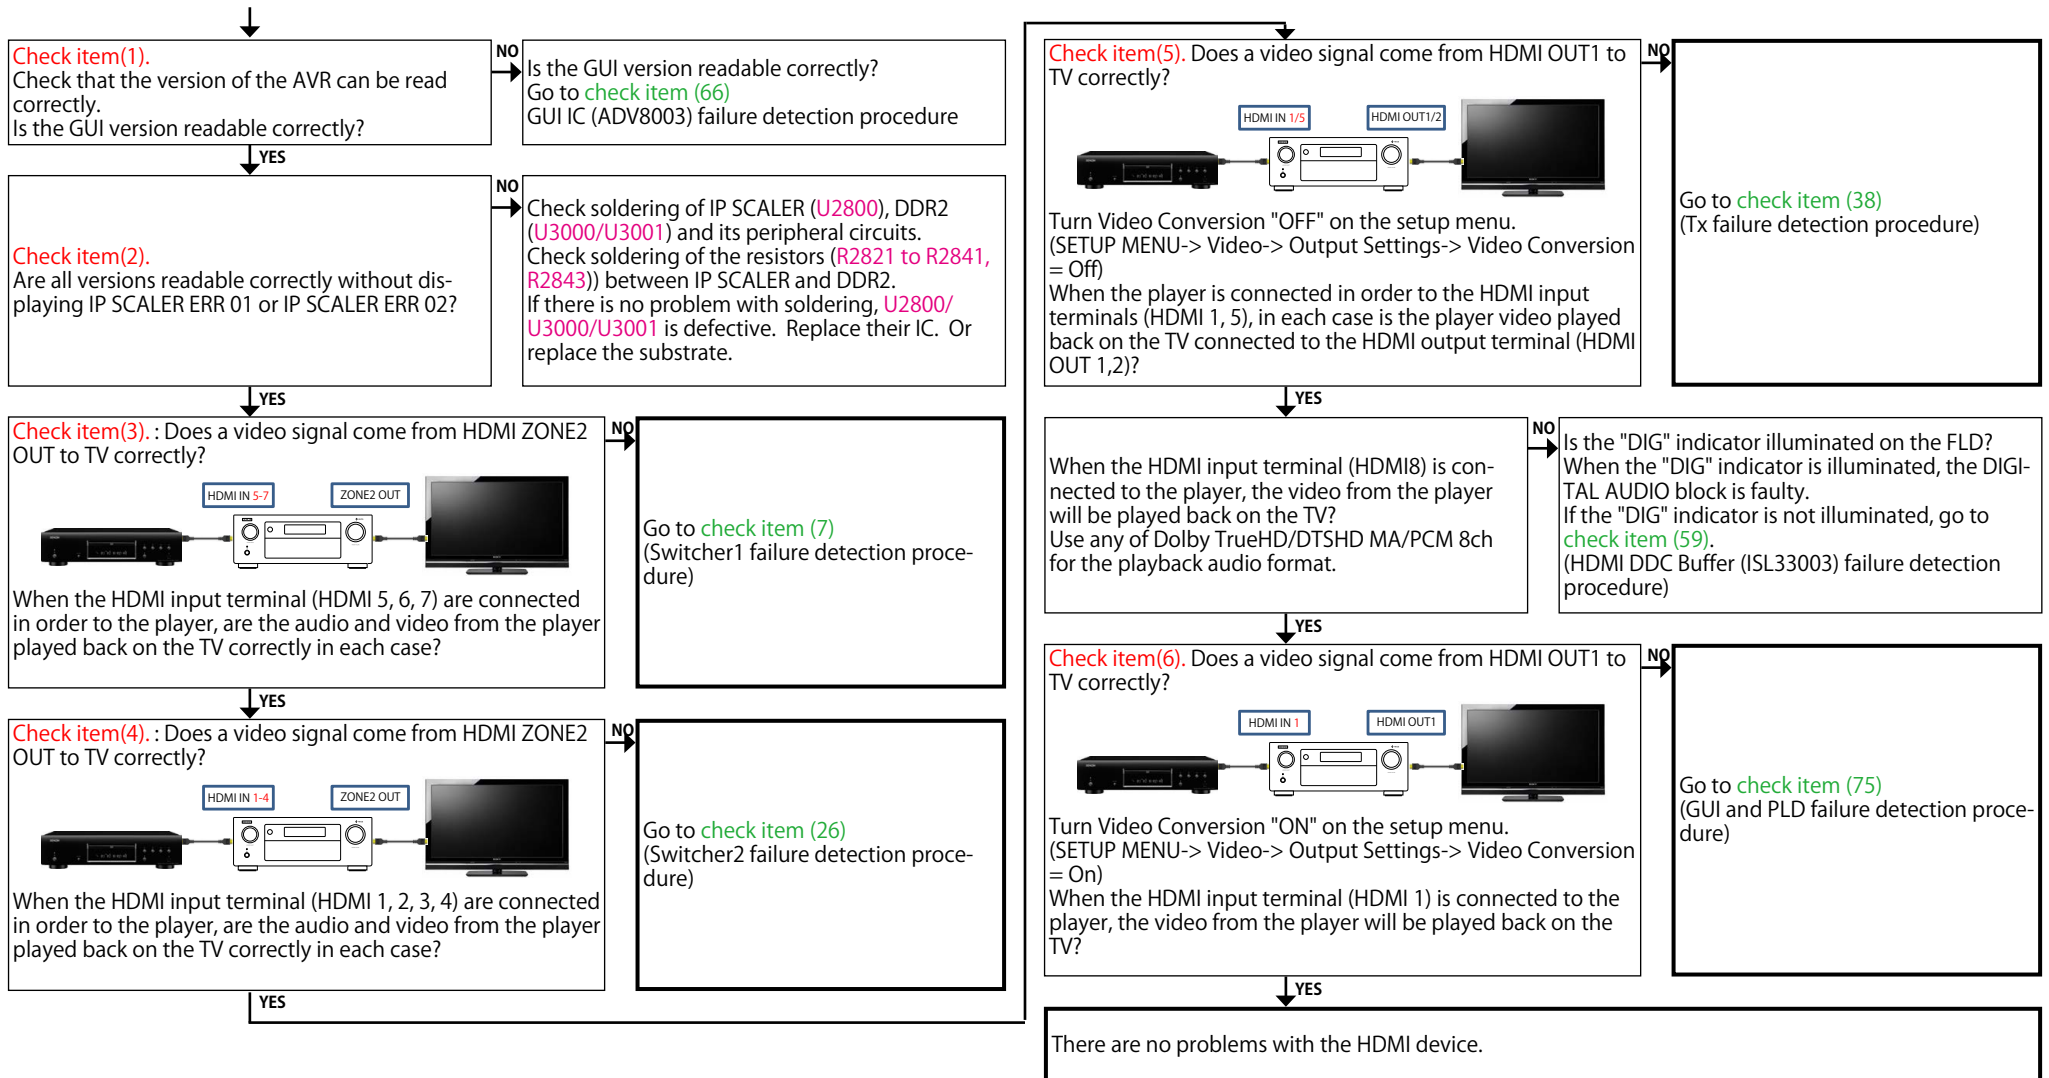 Check item(1).
Check that the version of the AVR can be read
correctly.
Is the GUI version readable correctly?
NO
Is the GUI version readable correctly?
Go to check item (66)
GUI IC (ADV8003) failure detection procedure
YES
Check item(2).
Are all versions readable correctly without dis-
playing IP SCALER ERR 01 or IP SCALER ERR 02?
NO
Check soldering of IP SCALER (U2800), DDR2
(U3000/U3001) and its peripheral circuits.
Check soldering of the resistors (R2821 to R2841,
R2843)) between IP SCALER and DDR2.
If there is no problem with soldering, U2800/
U3000/U3001 is defective.  Replace their IC.  Or
replace the substrate.
YES
Check item(3). : Does a video signal come from HDMI ZONE2
OUT to TV correctly?
HDMI IN 5-7
ZONE2 OUT
When the HDMI input terminal (HDMI 5, 6, 7) are connected
in order to the player, are the audio and video from the player
played back on the TV correctly in each case?
NO
Go to check item (7)
(Switcher1 failure detection proce-
dure)
YES
Check item(4). : Does a video signal come from HDMI ZONE2
OUT to TV correctly?
HDMI IN 1-4
ZONE2 OUT
When the HDMI input terminal (HDMI 1, 2, 3, 4) are connected
in order to the player, are the audio and video from the player
played back on the TV correctly in each case?
NO
Go to check item (26)
(Switcher2 failure detection proce-
dure)
YES
Check item(5). Does a video signal come from HDMI OUT1 to
TV correctly?
HDMI IN 1/5
HDMI OUT1/2
Turn Video Conversion "OFF" on the setup menu.
(SETUP MENU-> Video-> Output Settings-> Video Conversion
= Off)
When the player is connected in order to the HDMI input
terminals (HDMI 1, 5), in each case is the player video played
back on the TV connected to the HDMI output terminal (HDMI
OUT 1,2)?
NO
Go to check item (38)
(Tx failure detection procedure)
YES
When the HDMI input terminal (HDMI8) is con-
nected to the player, the video from the player
will be played back on the TV?
Use any of Dolby TrueHD/DTSHD MA/PCM 8ch
for the playback audio format.
NO
Is the "DIG" indicator illuminated on the FLD?
When the "DIG" indicator is illuminated, the DIGI-
TAL AUDIO block is faulty.
If the "DIG" indicator is not illuminated, go to
check item (59).
(HDMI DDC Buffer (ISL33003) failure detection
procedure)
YES
Check item(6). Does a video signal come from HDMI OUT1 to
TV correctly?
HDMI IN 1
HDMI OUT1
Turn Video Conversion "ON" on the setup menu.
(SETUP MENU-> Video-> Output Settings-> Video Conversion
= On)
When the HDMI input terminal (HDMI 1) is connected to the
player, the video from the player will be played back on the
TV?
NO
Go to check item (75)
(GUI and PLD failure detection proce-
dure)
YES
There are no problems with the HDMI device.